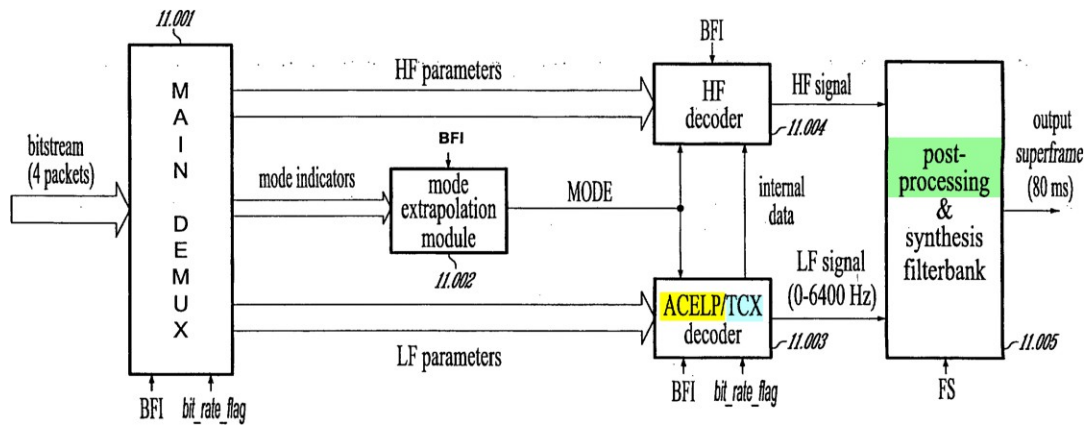 11.001
MAIN DEMUX
bitstream
(4 packets)
HF parameters
mode indicators
BFI
mode
extrapolation
module
11.002
MODE
LF parameters
BFI
bit_rate_flag
BFI
HF
decoder
11.004
HF signal
internal
data
LF signal
(0-6400 Hz)
ACELP/TCX
decoder
11.003
BFI
bit_rate_flag
post-
processing
&
synthesis
filterbank
11.005
FS
output
superframe
(80 ms)